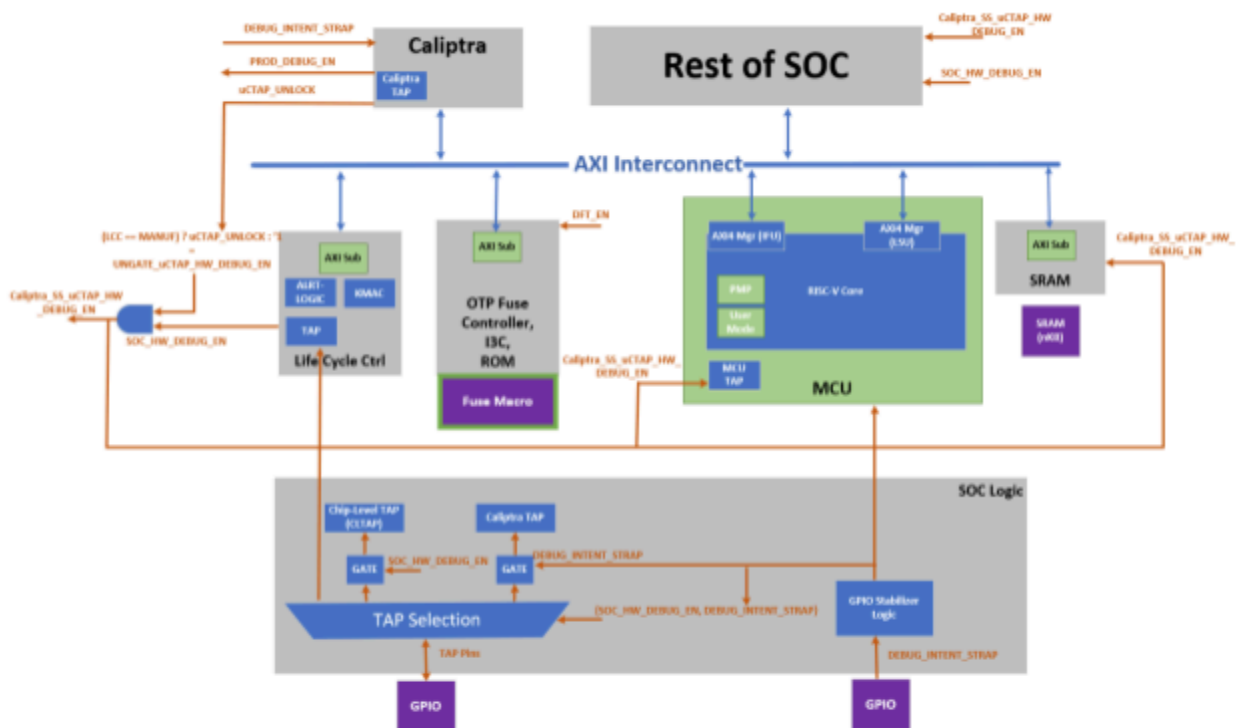 DEBUG_INTENT_STRAP
Caliptra
PROD_DEBUG_EN
Caliptra
TAP
uCTAP_UNLOCK
Rest of SOC
Caliptra_SS_uCTAP_HW
DEBUG_EN
SOC_HW_DEBUG_EN
AXI Interconnect
(LCC == MANUF) ? uCTAP_UNLOCK :
UNGATE_uCTAP_HW_DEBUG_EN
Caliptra_SS_uCTAP_HW
_DEBUG_EN
SOC_HW_DEBUG_EN
AXI Sub
ALRT-
LOGIC
KMAC
TAP
Life Cycle Ctrl
DFT_EN
AXI Sub
OTP Fuse
Controller,
I3C,
ROM
Fuse Macro
AXI4 Mgr (IFU)
AXI4 Mgr
(LSU)
RISC-V Core
PMP
User
Mode
Caliptra_SS_uCTAP_HW_
DEBUG_EN
MCU
TAP
MCU
AXI Sub
SRAM
Caliptra_SS_uCTAP_HW_
DEBUG_EN
SRAM
SOC Logic
Chip-Level TAP
(CLTAP)
Caliptra TAP
GATE
SOC_HW_DEBUG_EN
GATE
DEBUG_INTENT_STRAP
TAP Selection
(SOC_HW_DEBUG_EN, DEBUG_INTENT_STRAP)
GPIO Stabilizer
Logic
TAP Pins
DEBUG_INTENT_STRAP
GPIO
GPIO